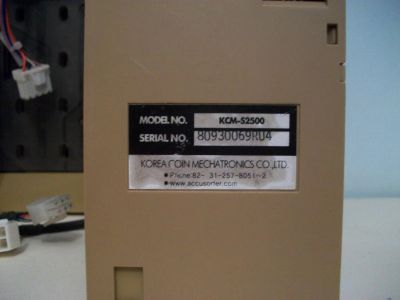 MODEL NO. KCM-S2500
SERIAL NO. 80930069R04
KOREA COIN MECHATRONICS CO.,LTD.
● Phone:82- 31-257-8051~2
● www.accusorter.com